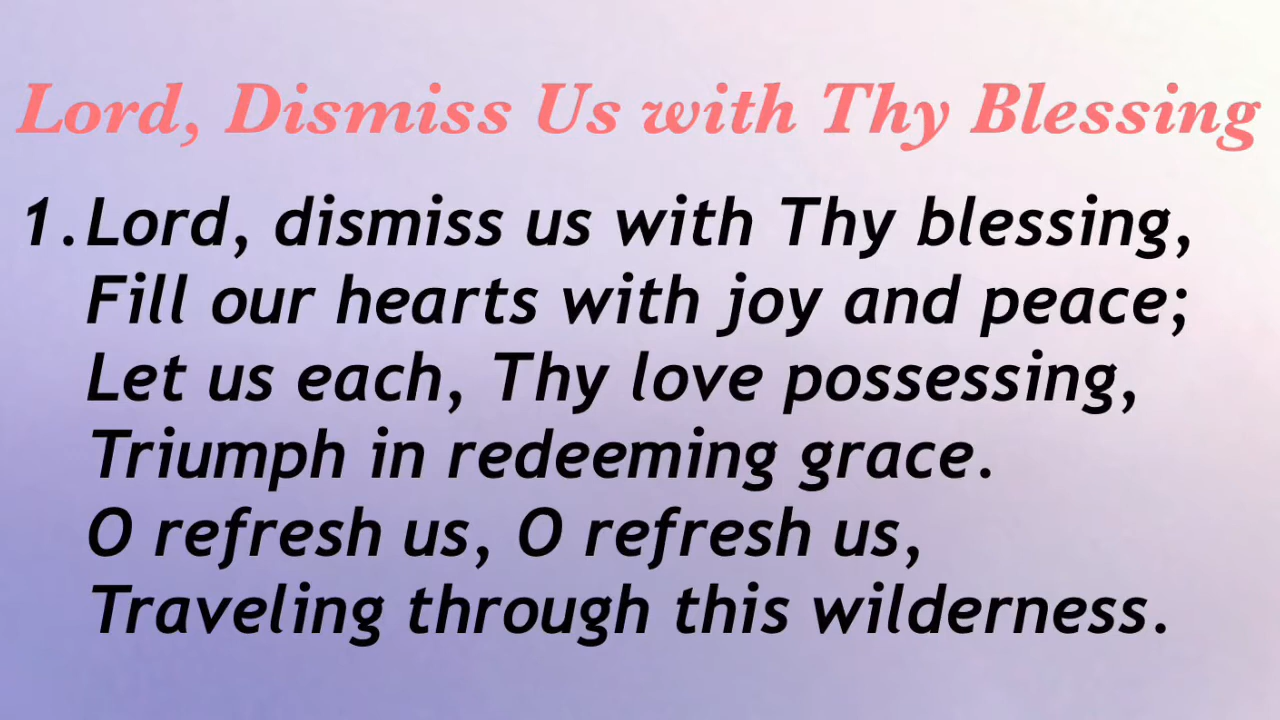 Lord, Dismiss Us with Thy Blessing
1.Lord, dismiss us with Thy blessing,
Fill our hearts with joy and peace;
Let us each, Thy love possessing,
Triumph in redeeming grace.
O refresh us, O refresh us,
Traveling through this wilderness.